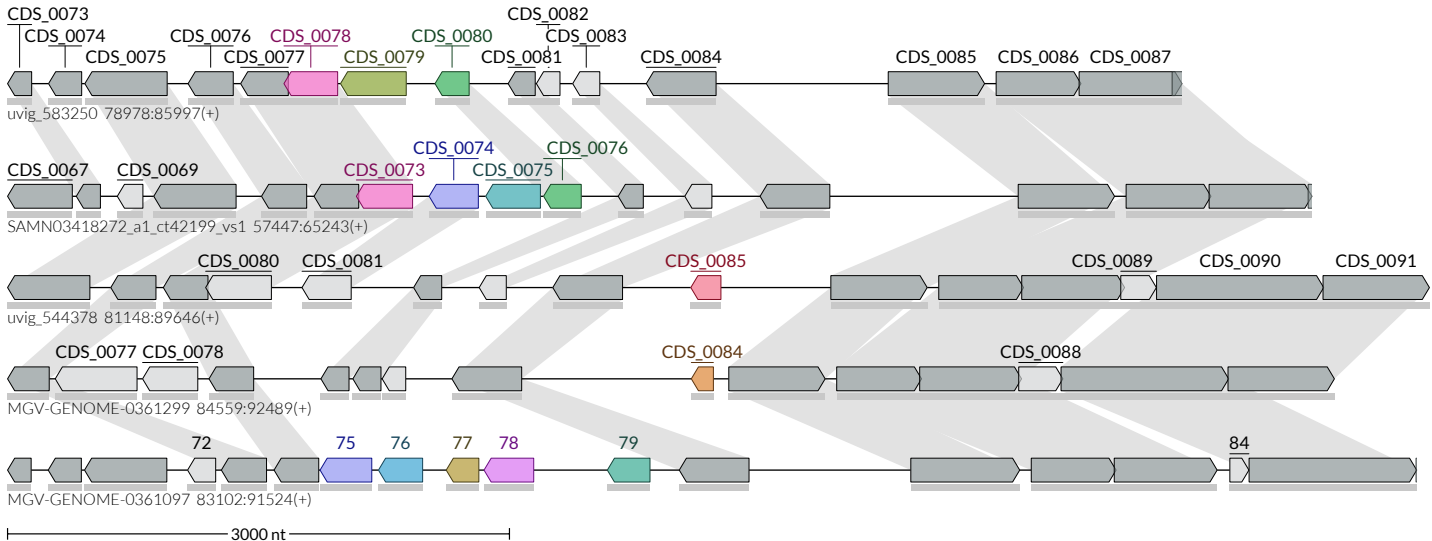 CDS_0073 CDS_0082
CDS_0074 CDS_0076 CDS_0078 CDS_0080 CDS_0083
CDS_0075 CDS_0077 CDS_0079 CDS_0081 CDS_0084 CDS_0085 CDS_0086 CDS_0087
uvig_583250 78978:85997(+)
CDS_0074 CDS_0076
CDS_0067 CDS_0069 CDS_0073 CDS_0075
SAMN03418272_a1_ct42199_vs1 57447:65243(+)
CDS_0080 CDS_0081 CDS_0085 CDS_0089 CDS_0090 CDS_0091
uvig_544378 81148:89646(+)
CDS_0077 CDS_0078 CDS_0084 CDS_0088
MGV-GENOME-0361299 84559:92489(+)
72 75 76 77 78 79 84
MGV-GENOME-0361097 83102:91524(+)
3000 nt